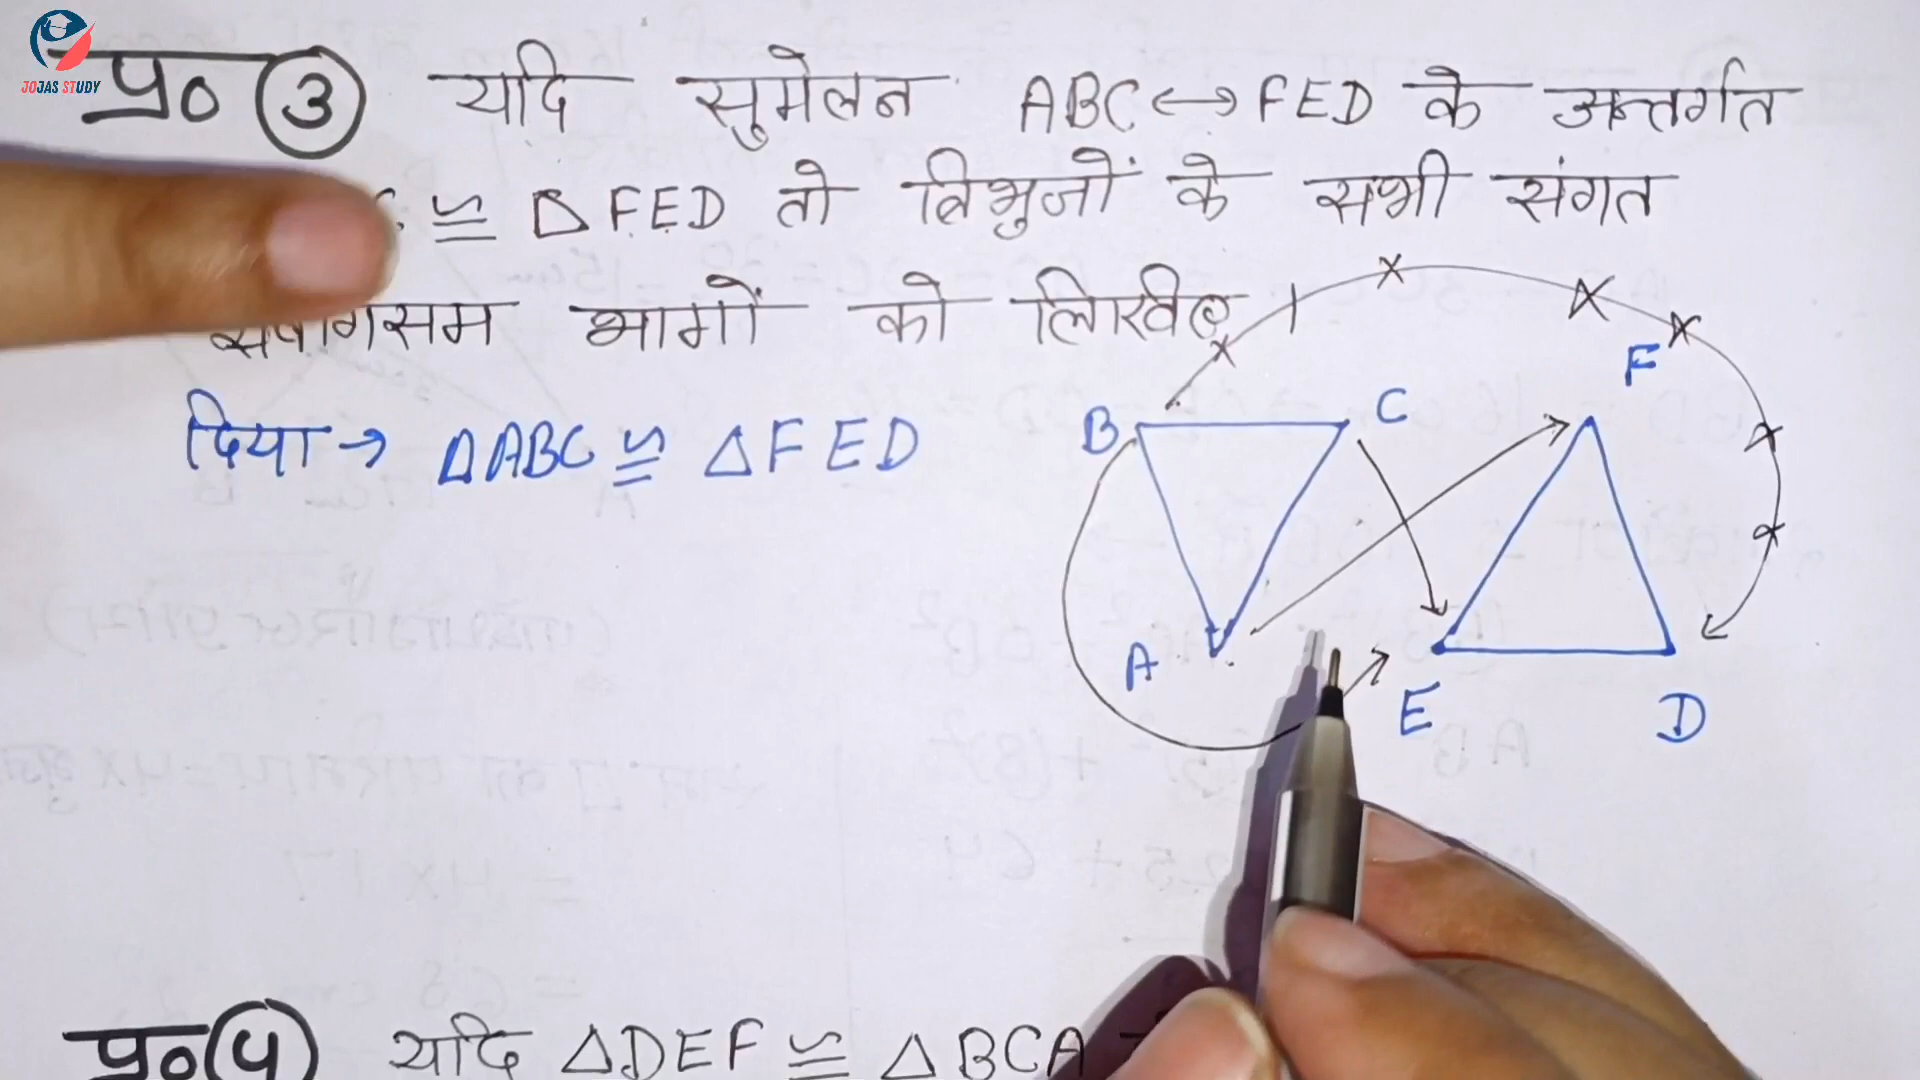 JOJAS STUDY
प्र० ③ यदि सुमेलन ABC ↔ FED के अन्तर्गत
≅ Δ FED तो त्रिभुजों के सभी संगत
सर्वांगसम भागों को लिखिए ।
दिया → ΔABC ≅ ΔFED
B C F
A E D
प्र० ④ यदि ΔDEF ≅ ΔBCA